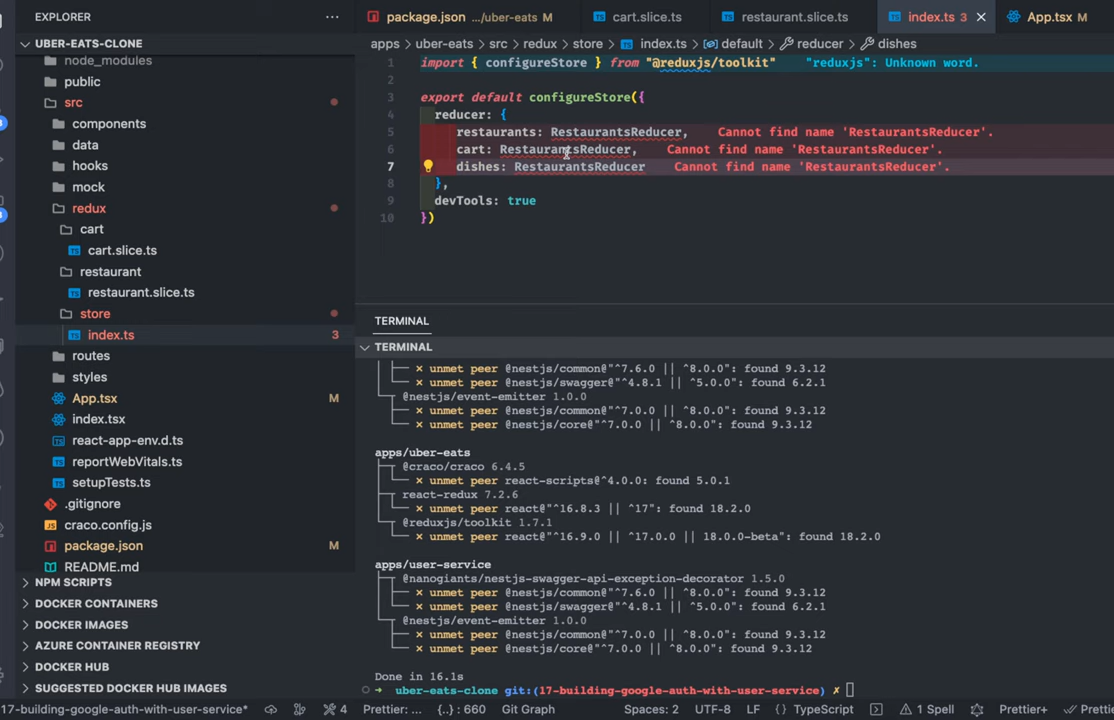 EXPLORER
UBER-EATS-CLONE
node_modules
public
src
components
data
hooks
mock
redux
cart
cart.slice.ts
restaurant
restaurant.slice.ts
store
index.ts 3
routes
styles
App.tsx M
index.tsx
react-app-env.d.ts
reportWebVitals.ts
setupTests.ts
.gitignore
craco.config.js
package.json M
README.md
NPM SCRIPTS
DOCKER CONTAINERS
DOCKER IMAGES
AZURE CONTAINER REGISTRY
DOCKER HUB
SUGGESTED DOCKER HUB IMAGES
package.json .../uber-eats M cart.slice.ts restaurant.slice.ts index.ts 3 App.tsx M
apps > uber-eats > src > redux > store > index.ts > default > reducer > dishes
1 import { configureStore } from "@reduxjs/toolkit" "reduxjs": Unknown word.
2
3 export default configureStore({
4 reducer: {
5 restaurants: RestaurantsReducer, Cannot find name 'RestaurantsReducer'.
6 cart: RestaurantsReducer, Cannot find name 'RestaurantsReducer'.
7 dishes: RestaurantsReducer Cannot find name 'RestaurantsReducer'.
8 },
9 devTools: true
10 })
TERMINAL
TERMINAL
× unmet peer @nestjs/common@"^7.6.0 || ^8.0.0": found 9.3.12
× unmet peer @nestjs/swagger@"^4.8.1 || ^5.0.0": found 6.2.1
@nestjs/event-emitter 1.0.0
× unmet peer @nestjs/common@"^7.0.0 || ^8.0.0": found 9.3.12
× unmet peer @nestjs/core@"^7.0.0 || ^8.0.0": found 9.3.12
apps/uber-eats
@craco/craco 6.4.5
× unmet peer react-scripts@^4.0.0: found 5.0.1
react-redux 7.2.6
× unmet peer react@"^16.8.3 || ^17": found 18.2.0
@reduxjs/toolkit 1.7.1
× unmet peer react@"^16.9.0 || ^17.0.0 || 18.0.0-beta": found 18.2.0
apps/user-service
@nanogiants/nestjs-swagger-api-exception-decorator 1.5.0
× unmet peer @nestjs/common@"^7.6.0 || ^8.0.0": found 9.3.12
× unmet peer @nestjs/swagger@"^4.8.1 || ^5.0.0": found 6.2.1
@nestjs/event-emitter 1.0.0
× unmet peer @nestjs/common@"^7.0.0 || ^8.0.0": found 9.3.12
× unmet peer @nestjs/core@"^7.0.0 || ^8.0.0": found 9.3.12
Done in 16.1s
➜ uber-eats-clone git:(17-building-google-auth-with-user-service) ✗
17-building-google-auth-with-user-service* 4 Prettier: ... {..} : 660 Git Graph Spaces: 2 UTF-8 LF {} TypeScript 1 Spell Prettier+